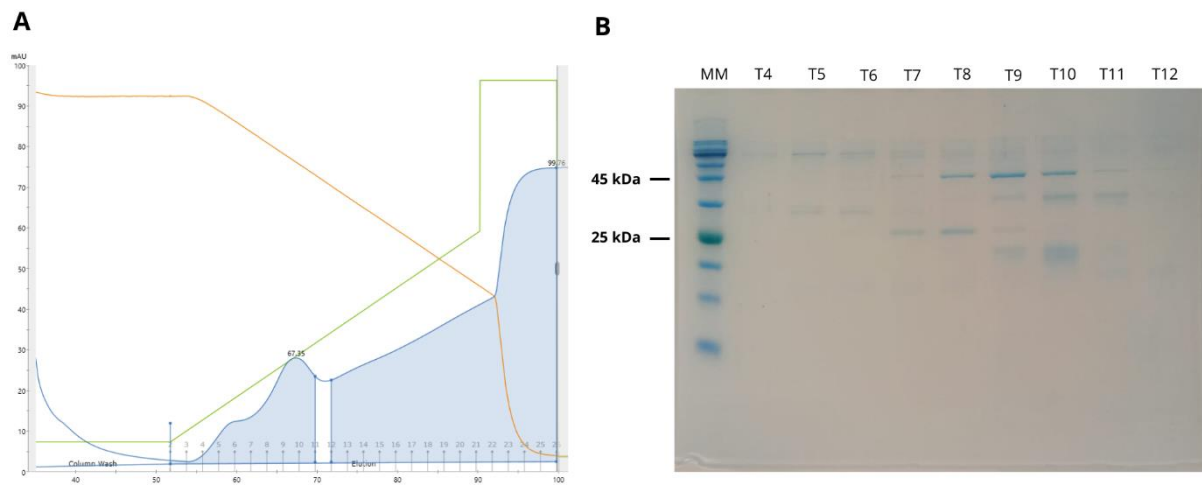 A
B
mAU
MM T4 T5 T6 T7 T8 T9 T10 T11 T12
100
90
80
70
60
50
40
30
20
10
0
99.76
67.35
45 kDa
25 kDa
3 4 5 6 7 8 9 10 11 12 13 14 15 16 17 18 19 20 21 22 23 24 25 26
Column Wash
Elution
40 50 60 70 80 90 100